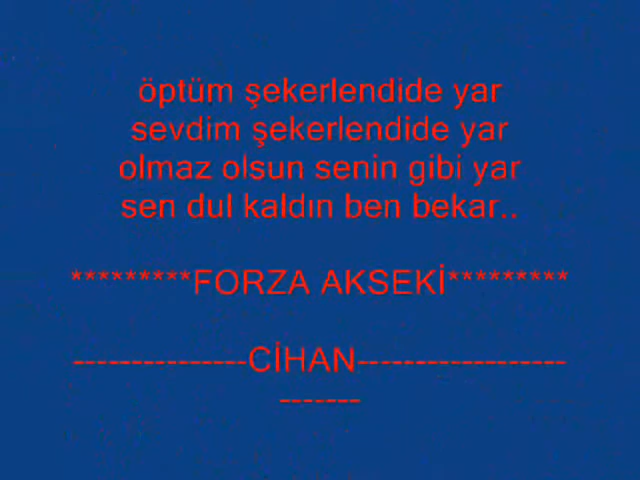 öptüm şekerlendide yar
sevdim şekerlendide yar
olmaz olsun senin gibi yar
sen dul kaldın ben bekar..
*********FORZA AKSEKİ*********
---------------CİHAN------------------
-------